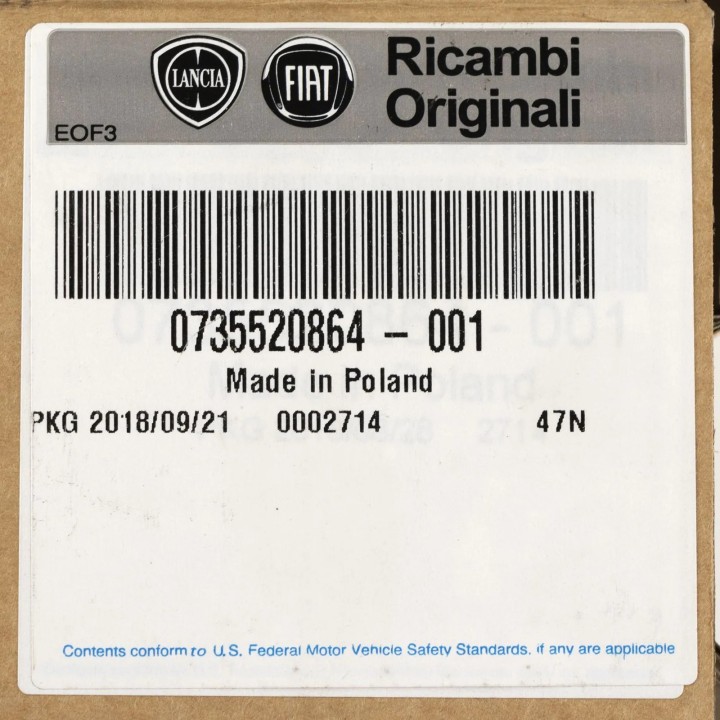 LANCIA FIAT Ricambi
Originali
EOF3
0735520864 - 001
Made in Poland
PKG 2018/09/21 0002714 47N
Contents conform to U.S. Federal Motor Vehicle Safety Standards. if any are applicable